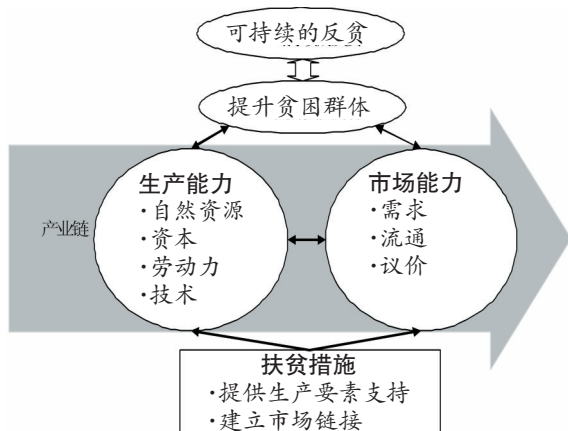 可持续的反贫
提升贫困群体
生产能力
·自然资源
·资本
·劳动力
·技术
市场能力
·需求
·流通
·议价
产业链
扶贫措施
·提供生产要素支持
·建立市场链接